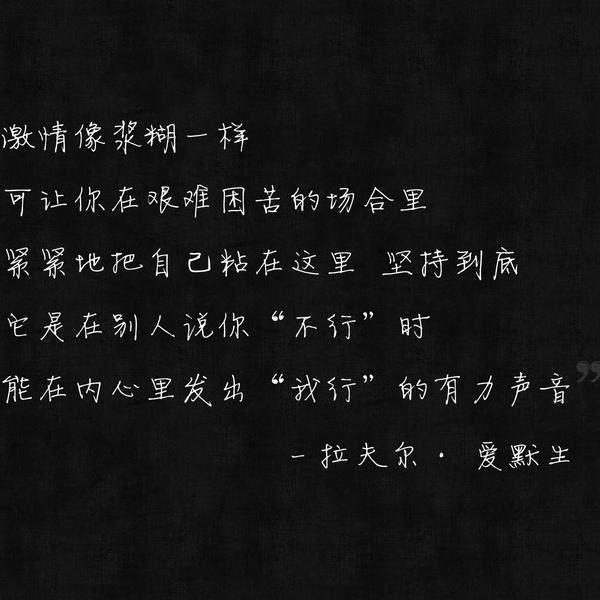 激情像浆糊一样
可让你在艰难困苦的场合里
紧紧地把自己粘在这里 坚持到底
它是在别人说你“不行”时
能在内心里发出“我行”的有力声音
”
－拉夫尔·爱默生